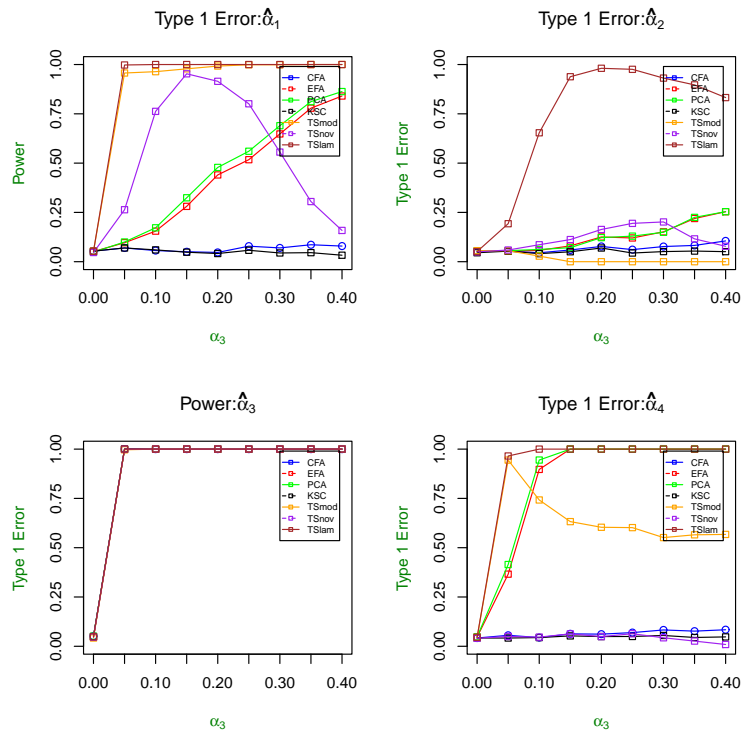 Type 1 Error:α̂₁
Power
1.00
0.75
0.50
0.25
0.00
CFA
EFA
PCA
KSC
TSmod
TSnov
TSlam
0.00 0.10 0.20 0.30 0.40
α₃
Type 1 Error:α̂₂
Type 1 Error
1.00
0.75
0.50
0.25
0.00
CFA
EFA
PCA
KSC
TSmod
TSnov
TSlam
0.00 0.10 0.20 0.30 0.40
α₃
Power:α̂₃
Type 1 Error
1.00
0.75
0.50
0.25
0.00
CFA
EFA
PCA
KSC
TSmod
TSnov
TSlam
0.00 0.10 0.20 0.30 0.40
α₃
Type 1 Error:α̂₄
Type 1 Error
1.00
0.75
0.50
0.25
0.00
CFA
EFA
PCA
KSC
TSmod
TSnov
TSlam
0.00 0.10 0.20 0.30 0.40
α₃